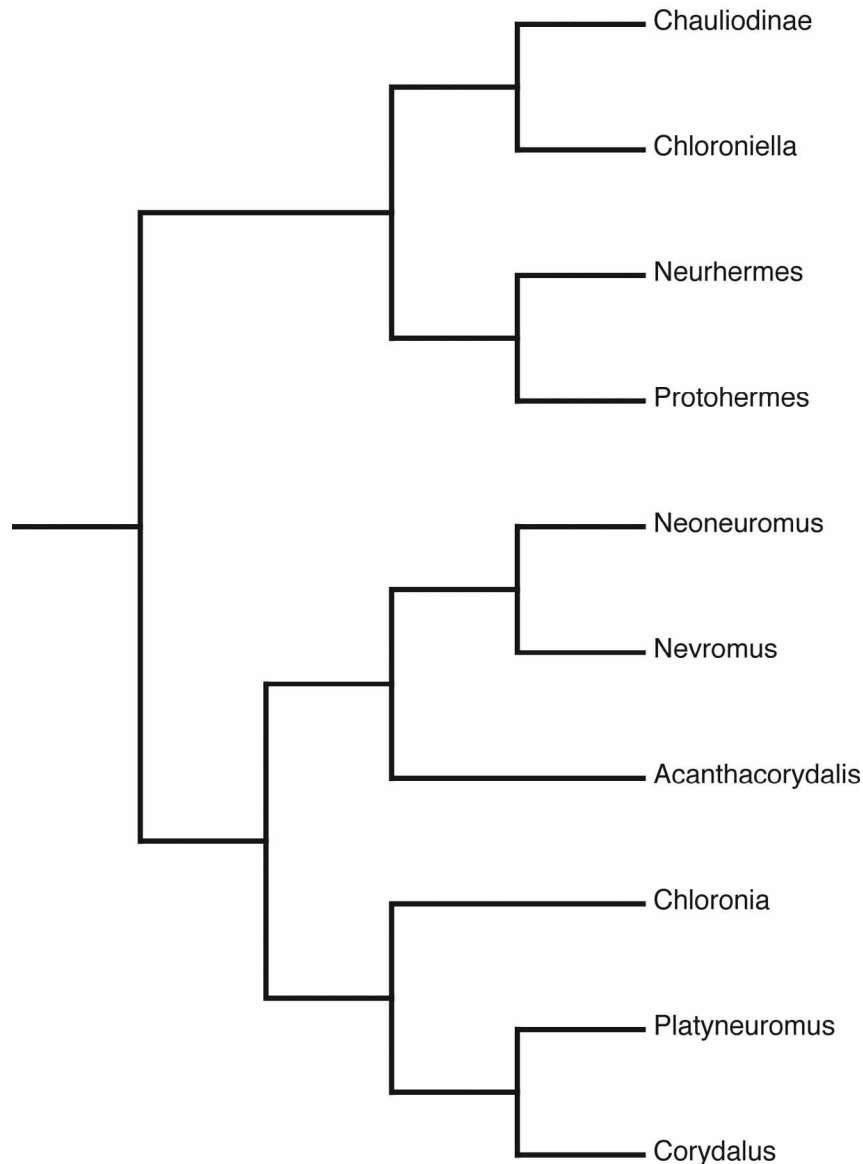 Chauliodinae
Chloroniella
Neurhermes
Protohermes
Neoneuromus
Nevromus
Acanthacorydalis
Chloronia
Platyneuromus
Corydalus